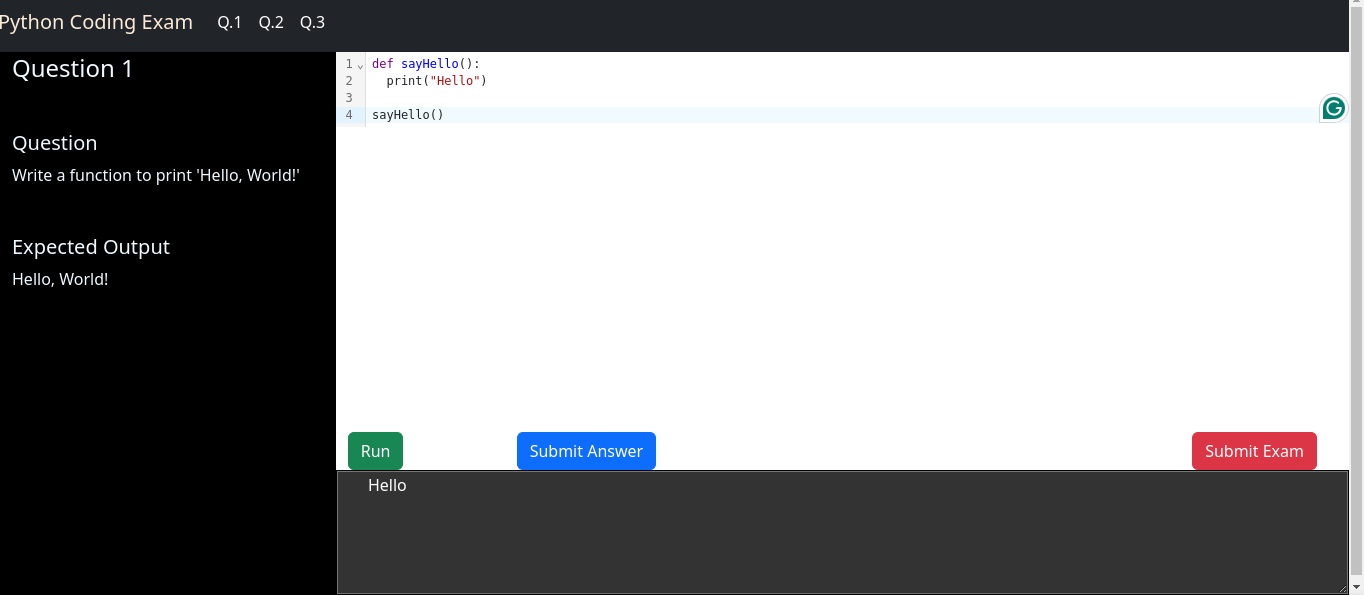 Python Coding Exam Q.1 Q.2 Q.3
Question 1
Question
Write a function to print 'Hello, World!'
Expected Output
Hello, World!
1 def sayHello():
2   print("Hello")
3
4 sayHello()
Run Submit Answer Submit Exam
Hello